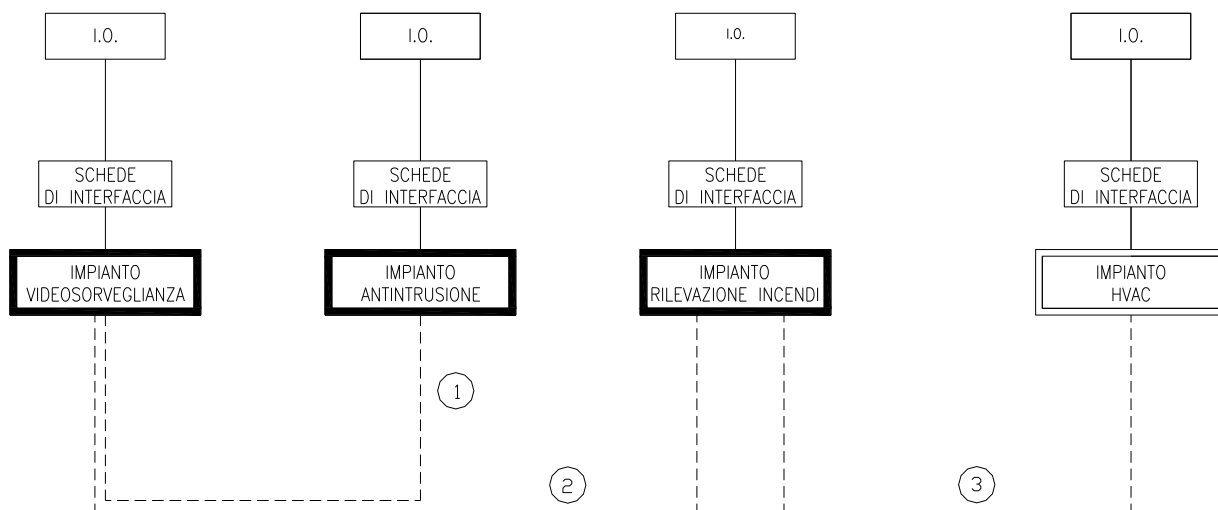 I.O.
I.O.
I.O.
I.O.
SCHEDE
DI INTERFACCIA
SCHEDE
DI INTERFACCIA
SCHEDE
DI INTERFACCIA
SCHEDE
DI INTERFACCIA
IMPIANTO
VIDEOSORVEGLIANZA
IMPIANTO
ANTINTRUSIONE
IMPIANTO
RILEVAZIONE INCENDI
IMPIANTO
HVAC
1
2
3